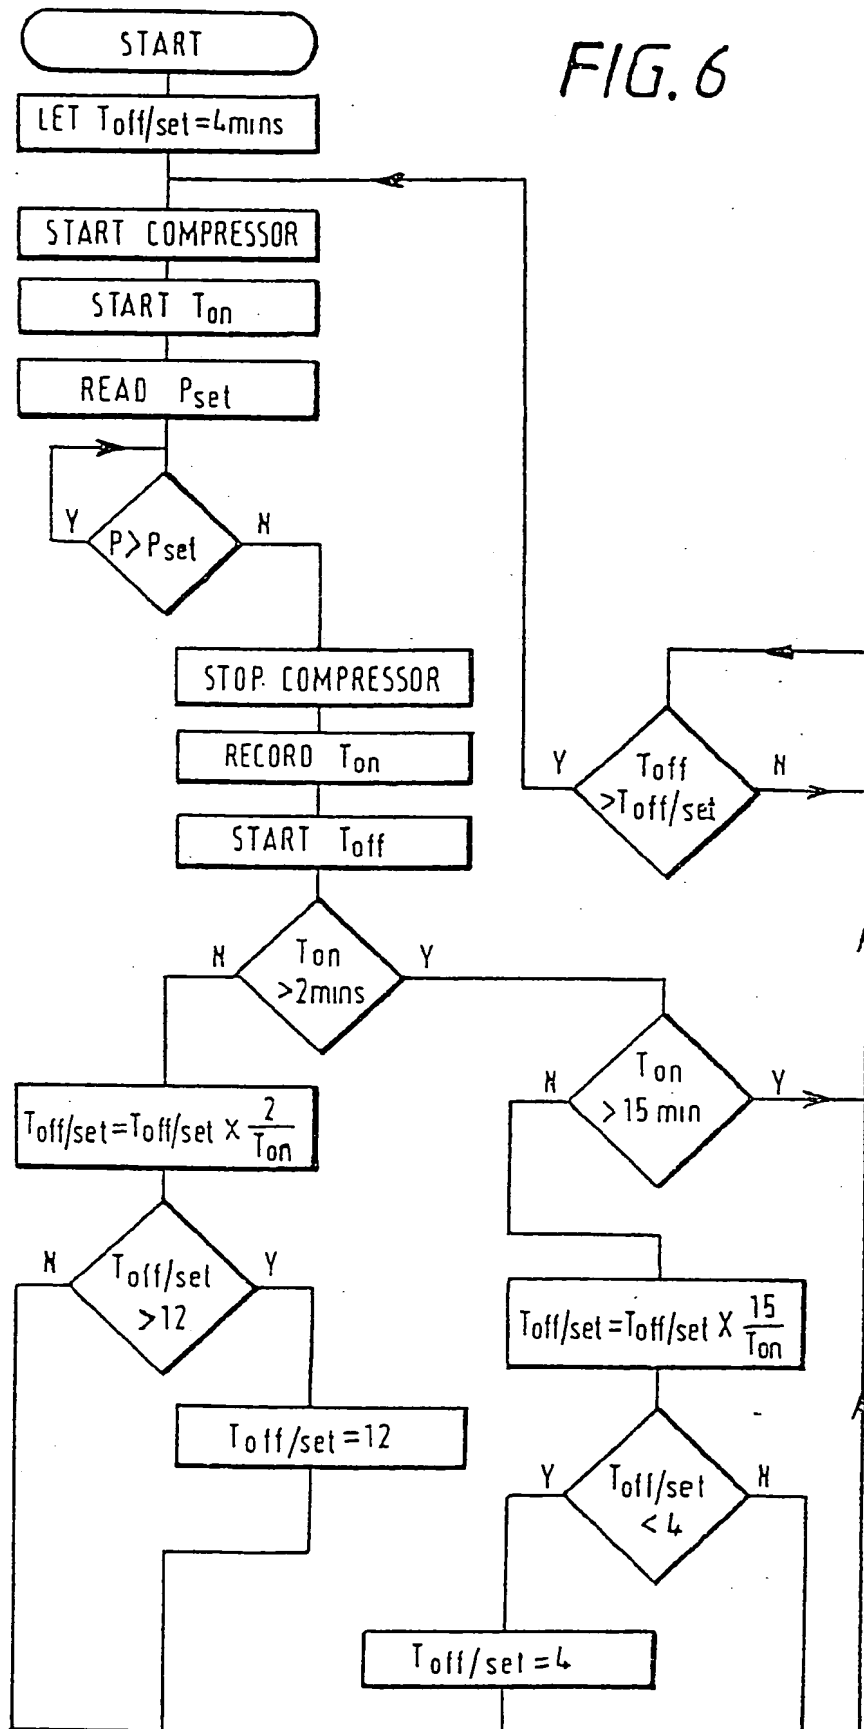 FIG. 6
START
LET Toff/set=4mins
START COMPRESSOR
START Ton
READ Pset
Y
P>Pset
N
STOP. COMPRESSOR
RECORD Ton
START Toff
Y
Toff
>Toff/set
N
N
Ton
>2mins
Y
N
Ton
>15 min
Y
Toff/set=Toff/set X 2/Ton
N
Toff/set
>12
Y
Toff/set=Toff/set X 15/Ton
Toff/set=12
Y
Toff/set
<4
N
Toff/set=4